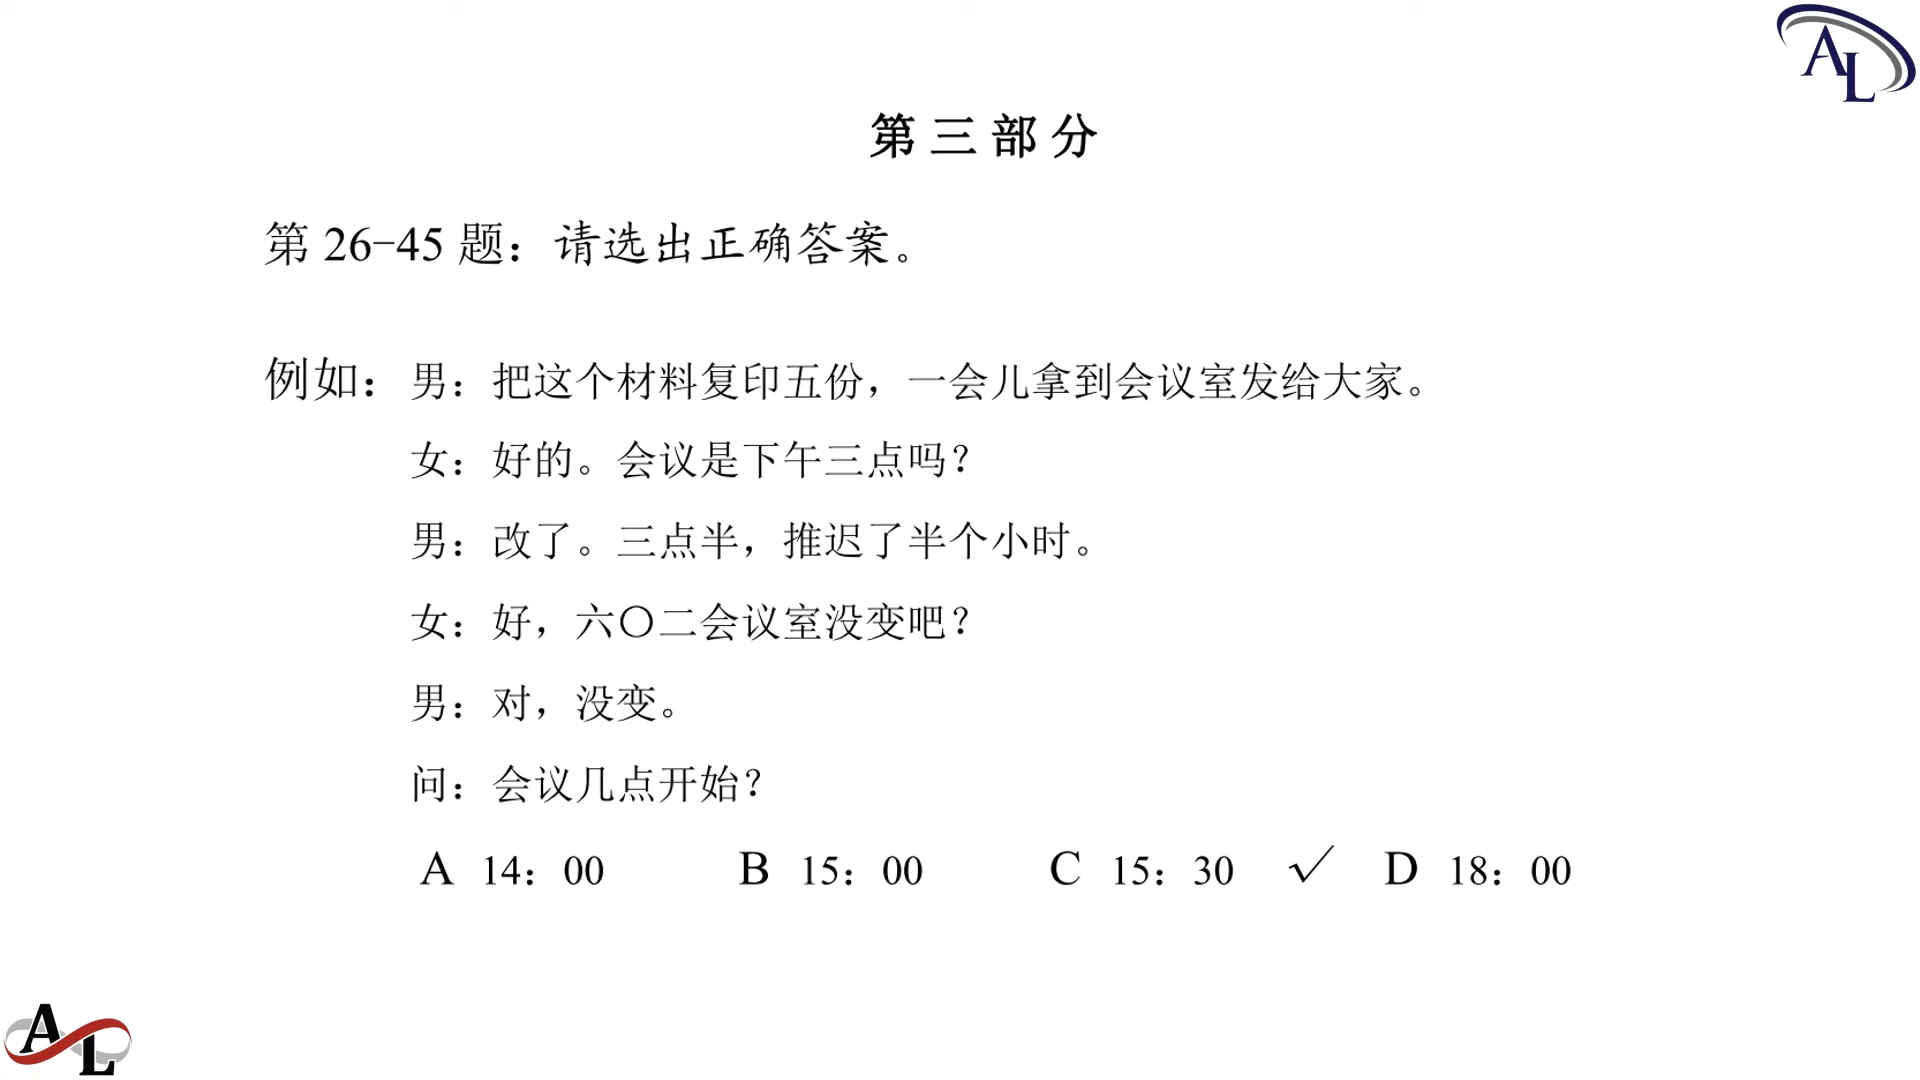 AL
第三部分
第 26-45 题：请选出正确答案。
例如：男：把这个材料复印五份，一会儿拿到会议室发给大家。
女：好的。会议是下午三点吗？
男：改了。三点半，推迟了半个小时。
女：好，六〇二会议室没变吧？
男：对，没变。
问：会议几点开始？
A 14：00 B 15：00 C 15：30 √ D 18：00
AL